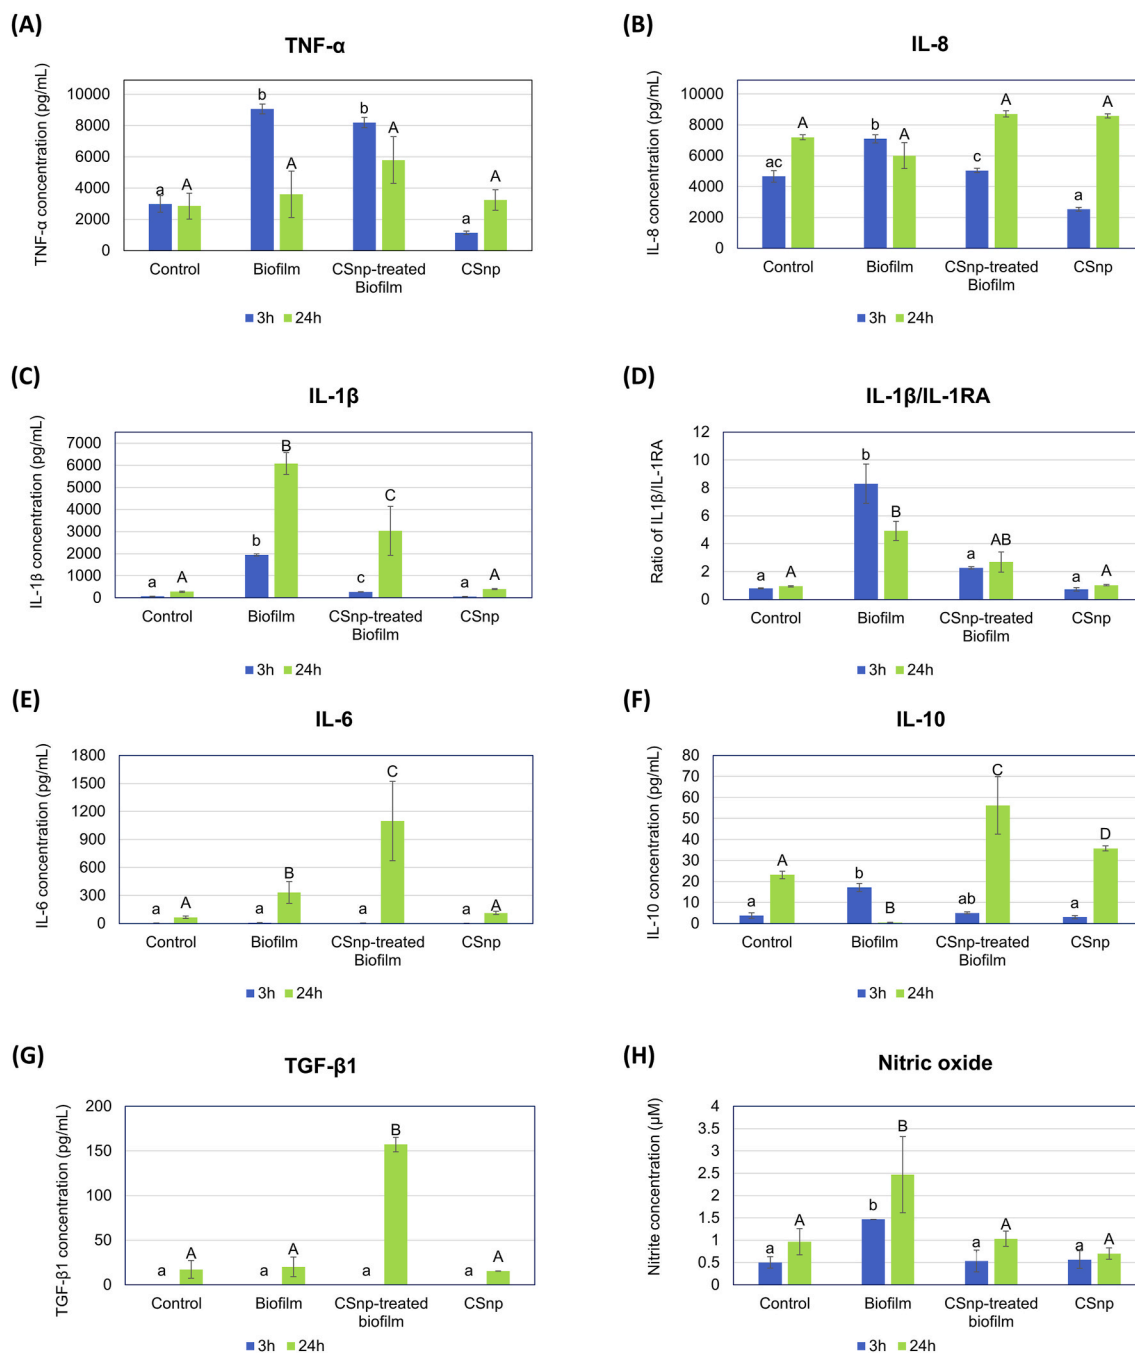 (A)
TNF-α
TNF-α concentration (pg/mL)
10000
8000
6000
4000
2000
0
a
A
b
A
b
A
a
A
Control
Biofilm
CSnp-treated
Biofilm
CSnp
3h
24h
(B)
IL-8
IL-8 concentration (pg/mL)
10000
8000
6000
4000
2000
0
ac
A
b
A
c
A
a
A
Control
Biofilm
CSnp-treated
Biofilm
CSnp
3h
24h
(C)
IL-1β
IL-1β concentration (pg/mL)
7000
6000
5000
4000
3000
2000
1000
0
a
A
b
B
c
C
a
A
Control
Biofilm
CSnp-treated
Biofilm
CSnp
3h
24h
(D)
IL-1β/IL-1RA
Ratio of IL1β/IL-1RA
12
10
8
6
4
2
0
a
A
b
B
a
AB
a
A
Control
Biofilm
CSnp-treated
Biofilm
CSnp
3h
24h
(E)
IL-6
IL-6 concentration (pg/mL)
1800
1500
1200
900
600
300
0
a
A
a
B
a
C
a
A
Control
Biofilm
CSnp-treated
Biofilm
CSnp
3h
24h
(F)
IL-10
IL-10 concentration (pg/mL)
80
70
60
50
40
30
20
10
0
a
A
b
B
ab
C
a
D
Control
Biofilm
CSnp-treated
Biofilm
CSnp
3h
24h
(G)
TGF-β1
TGF-β1 concentration (pg/mL)
200
150
100
50
0
a
A
a
A
a
B
a
A
Control
Biofilm
CSnp-treated
biofilm
CSnp
3h
24h
(H)
Nitric oxide
Nitrite concentration (µM)
4
3.5
3
2.5
2
1.5
1
0.5
0
a
A
b
B
a
A
a
A
Control
Biofilm
CSnp-treated
Biofilm
CSnp
3h
24h